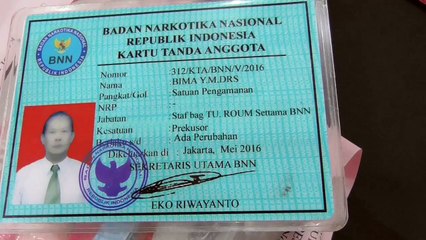 BADAN NARKOTIKA NASIONAL
REPUBLIK INDONESIA
KARTU TANDA ANGGOTA
BNN
Nomor :312/KTA/BNN/V/2016
Nama : BIMA Y.M.DRS
Pangkat/Gol : Satuan Pengamanan
NRP : -
Jabatan : Staf bag TU. ROUM Settama BNN
Kesatuan : Prekusor
s/d : Ada Perubahan
Dikeluarkan di : Jakarta, Mei 2016
SEKRETARIS UTAMA BNN
EKO RIWAYANTO